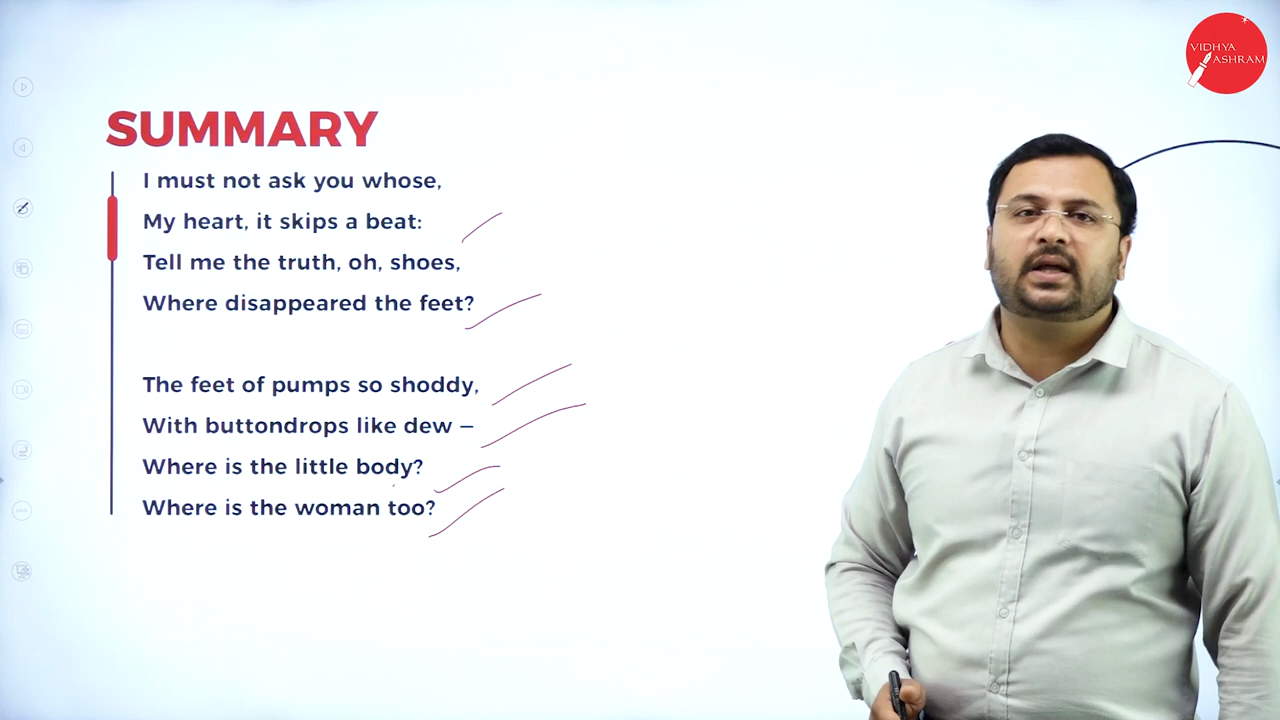 VIDHYA
ASHRAM
SUMMARY
I must not ask you whose,
My heart, it skips a beat:
Tell me the truth, oh, shoes,
Where disappeared the feet?
The feet of pumps so shoddy,
With buttondrops like dew –
Where is the little body?
Where is the woman too?